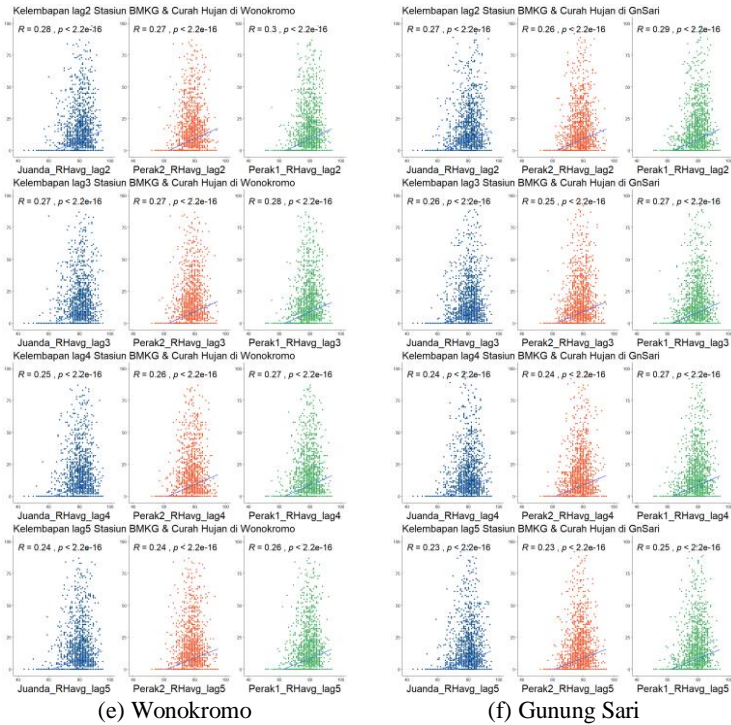 Kelembapan lag2 Stasiun BMKG & Curah Hujan di Wonokromo
R = 0.28 , p < 2.2e-16
R = 0.27 , p < 2.2e-16
R = 0.3 , p < 2.2e-16
Juanda_RHavg_lag2
Perak2_RHavg_lag2
Perak1_RHavg_lag2
Kelembapan lag3 Stasiun BMKG & Curah Hujan di Wonokromo
R = 0.27 , p < 2.2e-16
R = 0.27 , p < 2.2e-16
R = 0.28 , p < 2.2e-16
Juanda_RHavg_lag3
Perak2_RHavg_lag3
Perak1_RHavg_lag3
Kelembapan lag4 Stasiun BMKG & Curah Hujan di Wonokromo
R = 0.25 , p < 2.2e-16
R = 0.26 , p < 2.2e-16
R = 0.27 , p < 2.2e-16
Juanda_RHavg_lag4
Perak2_RHavg_lag4
Perak1_RHavg_lag4
Kelembapan lag5 Stasiun BMKG & Curah Hujan di Wonokromo
R = 0.24 , p < 2.2e-16
R = 0.24 , p < 2.2e-16
R = 0.26 , p < 2.2e-16
Juanda_RHavg_lag5
Perak2_RHavg_lag5
Perak1_RHavg_lag5
(e) Wonokromo
Kelembapan lag2 Stasiun BMKG & Curah Hujan di GnSari
R = 0.27 , p < 2.2e-16
R = 0.26 , p < 2.2e-16
R = 0.29 , p < 2.2e-16
Juanda_RHavg_lag2
Perak2_RHavg_lag2
Perak1_RHavg_lag2
Kelembapan lag3 Stasiun BMKG & Curah Hujan di GnSari
R = 0.26 , p < 2.2e-16
R = 0.25 , p < 2.2e-16
R = 0.27 , p < 2.2e-16
Juanda_RHavg_lag3
Perak2_RHavg_lag3
Perak1_RHavg_lag3
Kelembapan lag4 Stasiun BMKG & Curah Hujan di GnSari
R = 0.24 , p < 2.2e-16
R = 0.24 , p < 2.2e-16
R = 0.27 , p < 2.2e-16
Juanda_RHavg_lag4
Perak2_RHavg_lag4
Perak1_RHavg_lag4
Kelembapan lag5 Stasiun BMKG & Curah Hujan di GnSari
R = 0.23 , p < 2.2e-16
R = 0.23 , p < 2.2e-16
R = 0.25 , p < 2.2e-16
Juanda_RHavg_lag5
Perak2_RHavg_lag5
Perak1_RHavg_lag5
(f) Gunung Sari